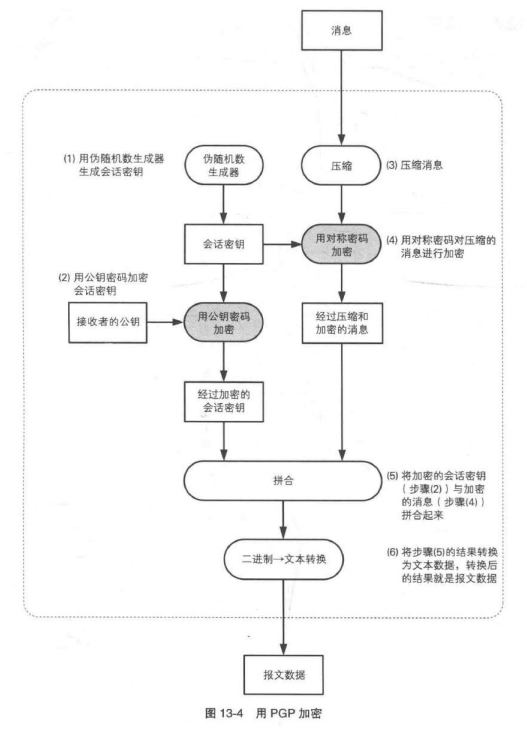 消息
(1) 用伪随机数生成器
生成会话密钥
伪随机数
生成器
压缩
(3) 压缩消息
会话密钥
用对称密码
加密
(4) 用对称密码对压缩的
消息进行加密
(2) 用公钥密码加密
会话密钥
接收者的公钥
用公钥密码
加密
经过压缩和
加密的消息
经过加密的
会话密钥
拼合
(5) 将加密的会话密钥
(步骤(2))与加密
的消息(步骤(4))
拼合起来
二进制→文本转换
(6) 将步骤(5)的结果转换
为文本数据，转换后
的结果就是报文数据
报文数据
图 13-4 用 PGP 加密